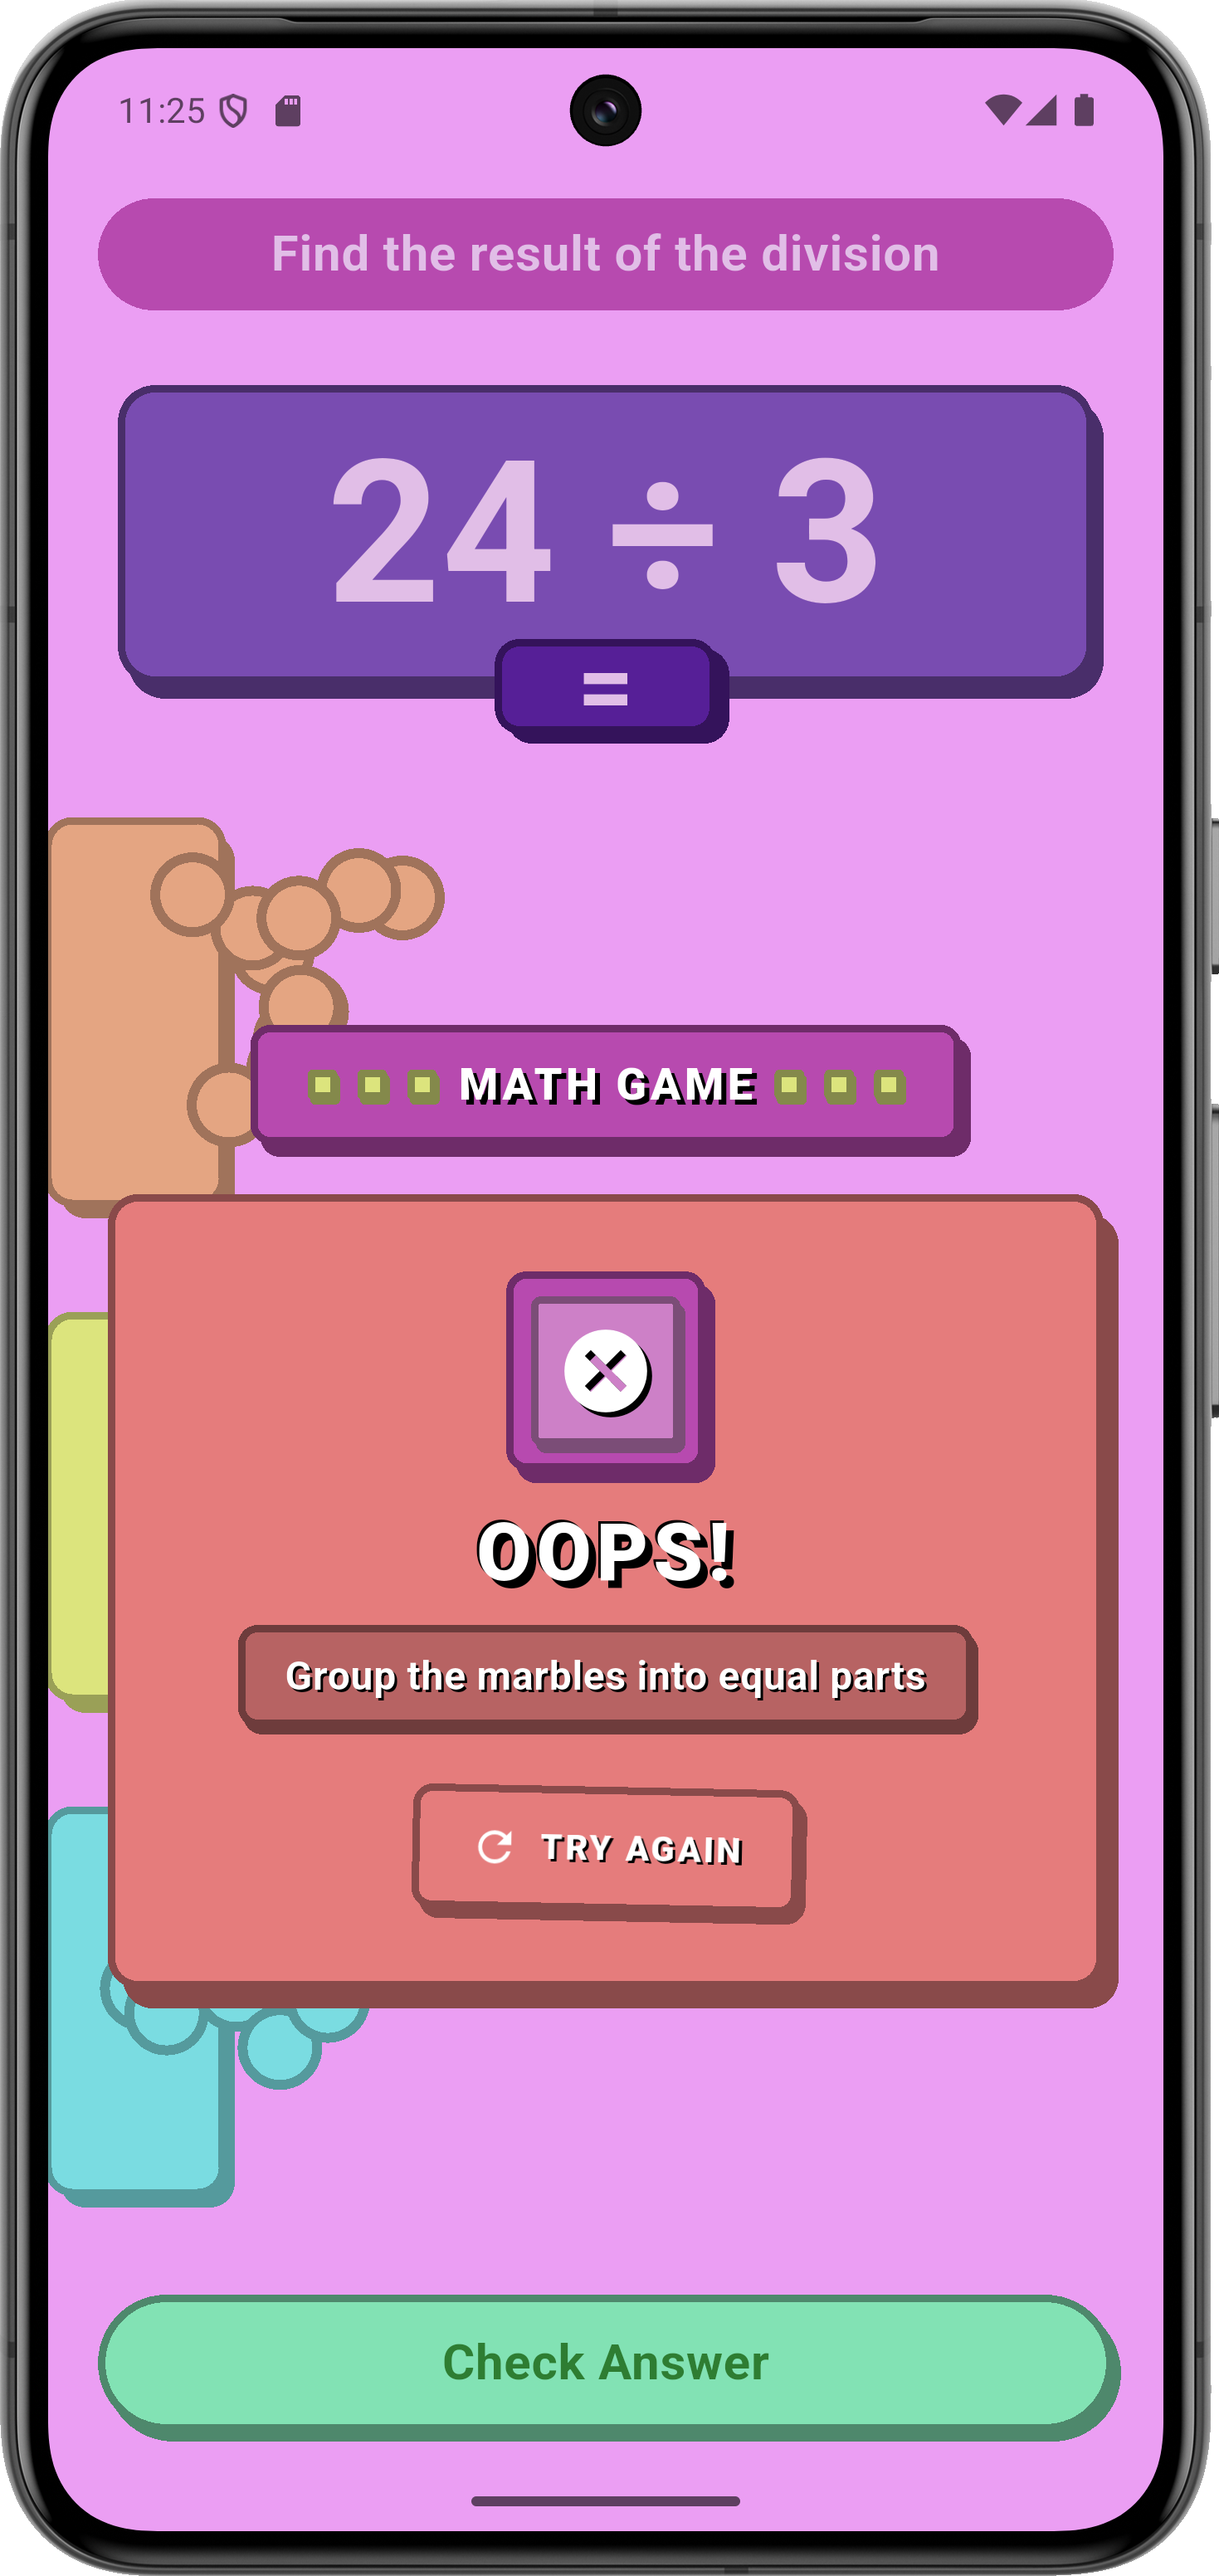 11:25
Find the result of the division
24 ÷ 3
=
MATH GAME
OOPS!
Group the marbles into equal parts
TRY AGAIN
Check Answer